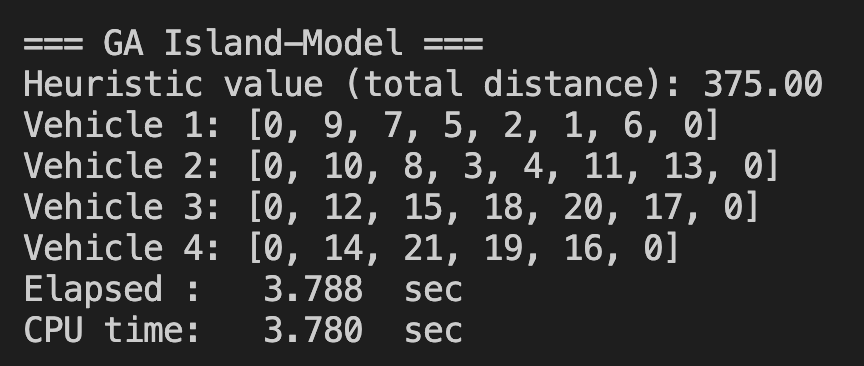 === GA Island-Model ===
Heuristic value (total distance): 375.00
Vehicle 1: [0, 9, 7, 5, 2, 1, 6, 0]
Vehicle 2: [0, 10, 8, 3, 4, 11, 13, 0]
Vehicle 3: [0, 12, 15, 18, 20, 17, 0]
Vehicle 4: [0, 14, 21, 19, 16, 0]
Elapsed :   3.788  sec
CPU time:   3.780  sec